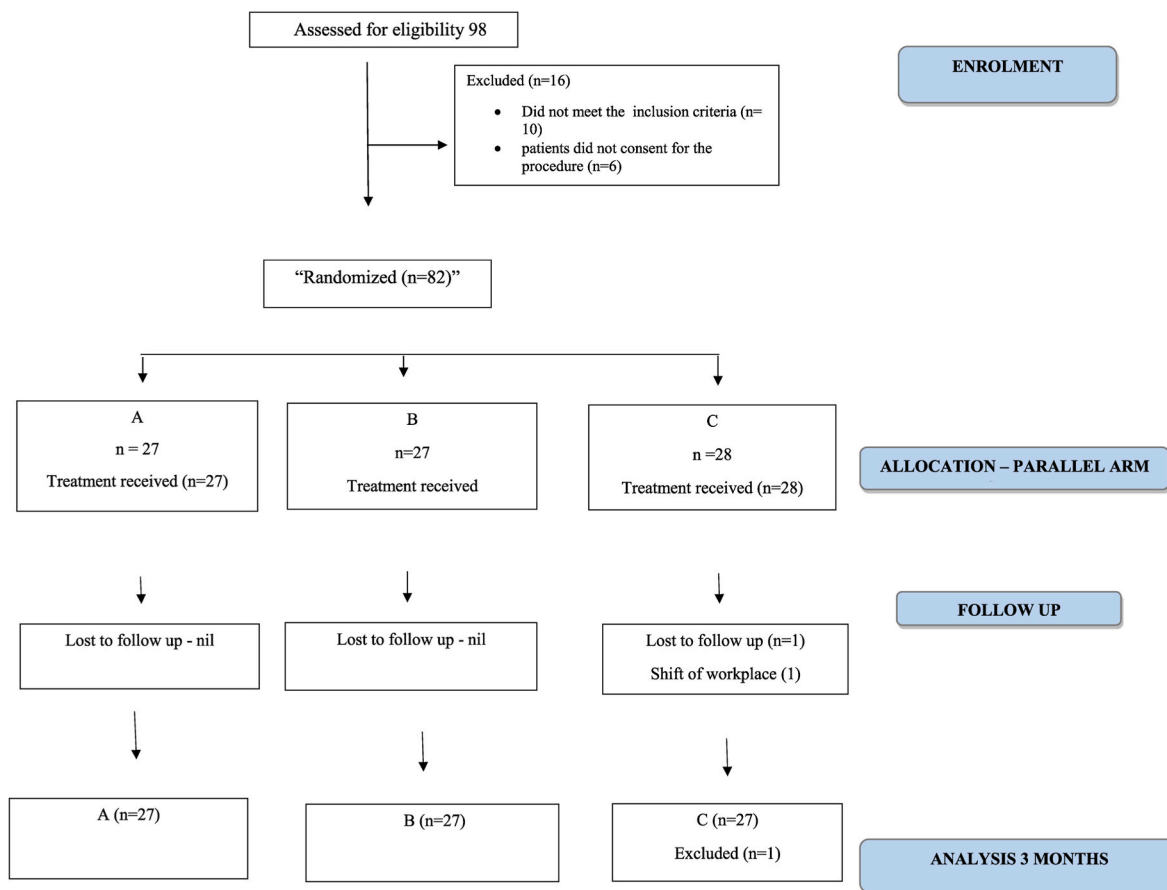 Assessed for eligibility 98
ENROLMENT
Excluded (n=16)
• Did not meet the inclusion criteria (n=
10)
• patients did not consent for the
procedure (n=6)
“Randomized (n=82)”
A
n = 27
Treatment received (n=27)
B
n=27
Treatment received
C
n =28
Treatment received (n=28)
ALLOCATION – PARALLEL ARM
Lost to follow up - nil
Lost to follow up - nil
Lost to follow up (n=1)
Shift of workplace (1)
FOLLOW UP
A (n=27)
B (n=27)
C (n=27)
Excluded (n=1)
ANALYSIS 3 MONTHS